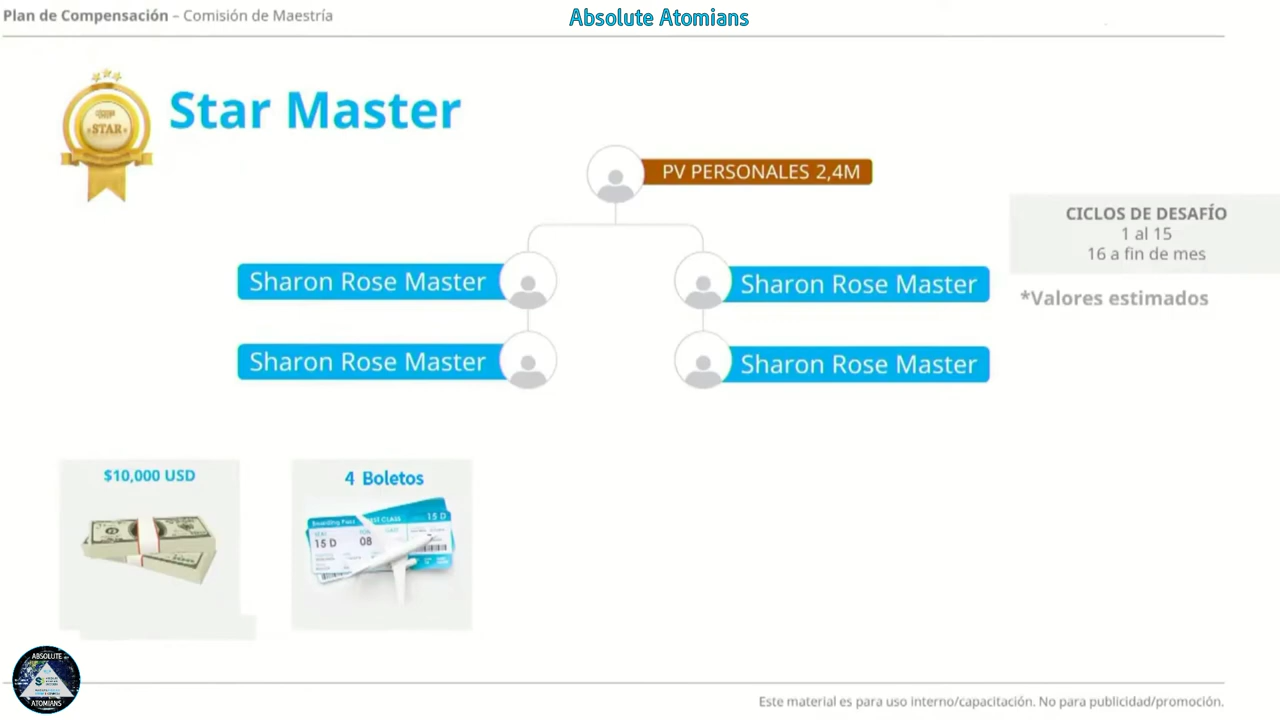 Plan de Compensación – Comisión de Maestría
Absolute Atomians
STAR
Star Master
PV PERSONALES 2,4M
CICLOS DE DESAFÍO
1 al 15
16 a fin de mes
*Valores estimados
Sharon Rose Master
Sharon Rose Master
Sharon Rose Master
Sharon Rose Master
$10,000 USD
4 Boletos
Boarding Pass
15 D
15 D
08
ABSOLUTE
ATOMIANS
Este material es para uso interno/capacitación. No para publicidad/promoción.